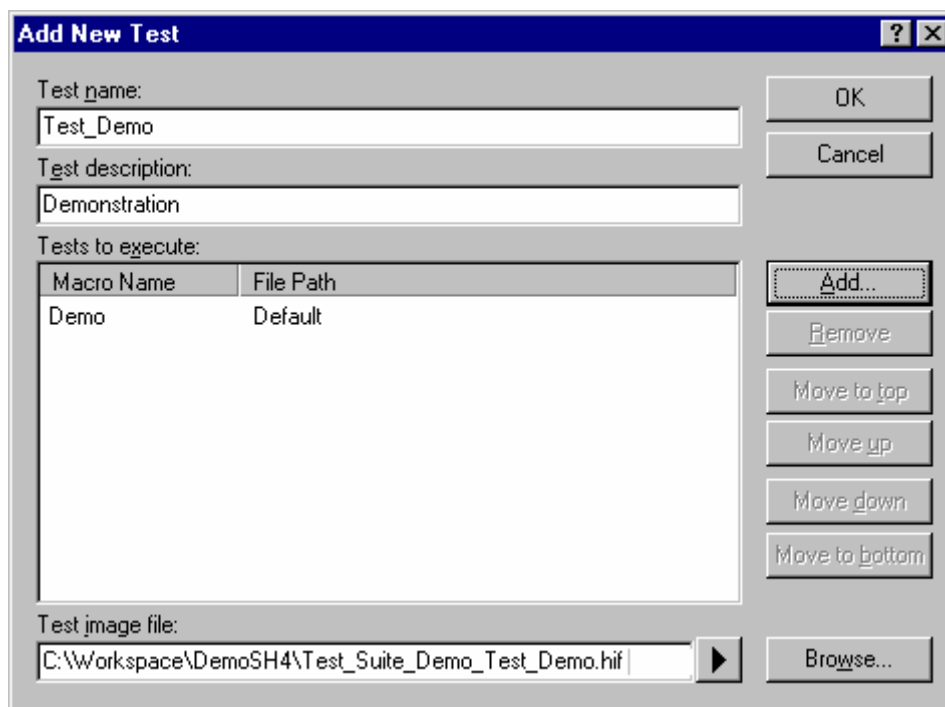 Add New Test
Test name:
Test_Demo
Test description:
Demonstration
Tests to execute:
Macro Name File Path
Demo Default
Test image file:
C:\Workspace\DemoSH4\Test_Suite_Demo_Test_Demo.hif
OK
Cancel
Add...
Remove
Move to top
Move up
Move down
Move to bottom
Browse...